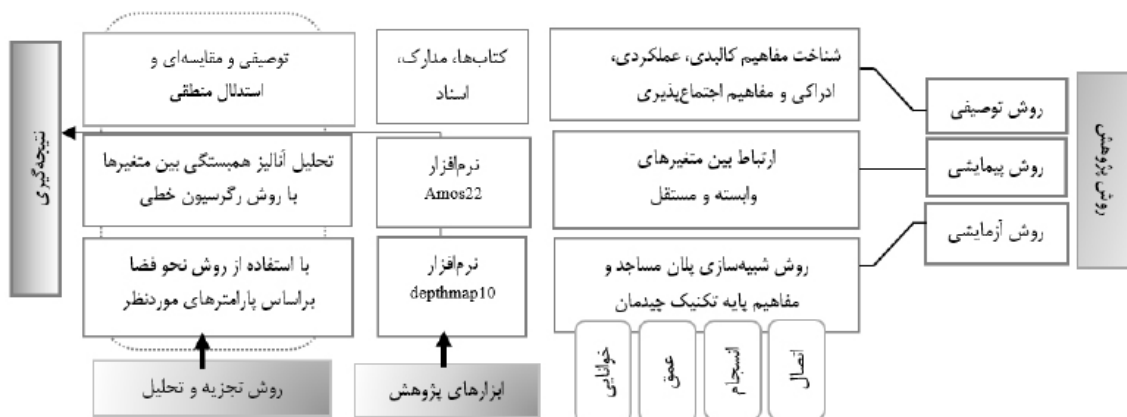 روش پژوهش
روش توصیفی
روش پیمایشی
روش آزمایشی
شناخت مفاهیم کالبدی، عملکردی،
ادراکی و مفاهیم اجتماع‌پذیری
ارتباط بین متغیرهای
وابسته و مستقل
روش شبیه‌سازی پلان مساجد و
مفاهیم پایه تکنیک چیدمان
اتصال
انسجام
عمق
خوانایی
کتاب‌ها، مدارک،
اسناد
نرم‌افزار
Amos22
نرم‌افزار
depthmap10
ابزارهای پژوهش
توصیفی و مقایسه‌ای و
استدلال منطقی
تحلیل آنالیز همبستگی بین متغیرها
با روش رگرسیون خطی
با استفاده از روش نحو فضا
براساس پارامترهای موردنظر
روش تجزیه و تحلیل
نتیجه‌گیری